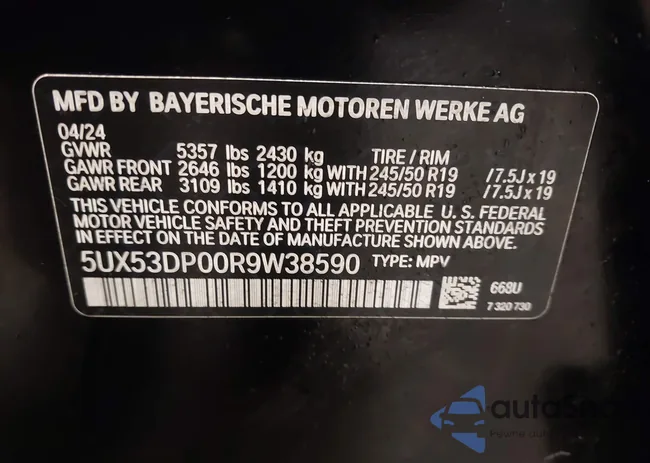 MFD BY BAYERISCHE MOTOREN WERKE AG
04/24
GVWR 5357 lbs 2430 kg TIRE / RIM
GAWR FRONT 2646 lbs 1200 kg WITH 245/50 R19 /7.5J x 19
GAWR REAR 3109 lbs 1410 kg WITH 245/50 R19 /7.5J x 19
THIS VEHICLE CONFORMS TO ALL APPLICABLE U. S. FEDERAL
MOTOR VEHICLE SAFETY AND THEFT PREVENTION STANDARDS
IN EFFECT ON THE DATE OF MANUFACTURE SHOWN ABOVE.
5UX53DP00R9W38590 TYPE: MPV
668U
7 320 730